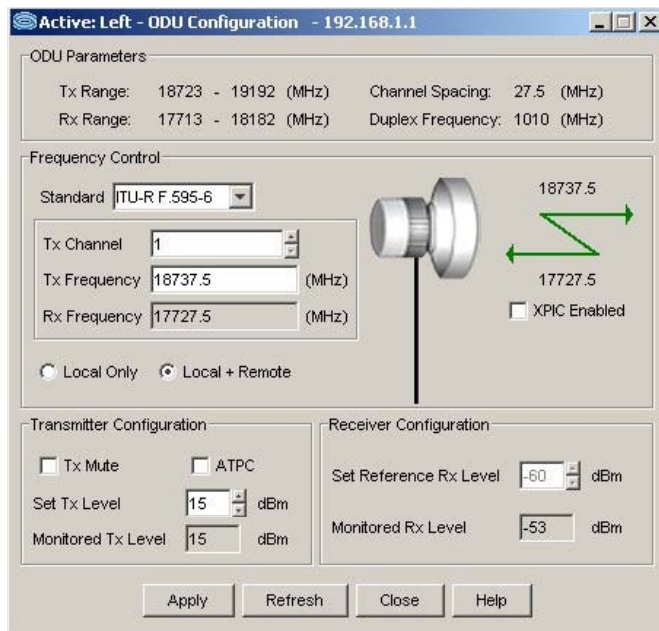 Active: Left - ODU Configuration - 192.168.1.1
ODU Parameters
Tx Range: 18723 - 19192 (MHz) Channel Spacing: 27.5 (MHz)
Rx Range: 17713 - 18182 (MHz) Duplex Frequency: 1010 (MHz)
Frequency Control
Standard ITU-R F.595-6
Tx Channel 1
Tx Frequency 18737.5 (MHz)
Rx Frequency 17727.5 (MHz)
Local Only Local + Remote
18737.5
17727.5
XPIC Enabled
Transmitter Configuration
Tx Mute ATPC
Set Tx Level 15 dBm
Monitored Tx Level 15 dBm
Receiver Configuration
Set Reference Rx Level -60 dBm
Monitored Rx Level -53 dBm
Apply Refresh Close Help